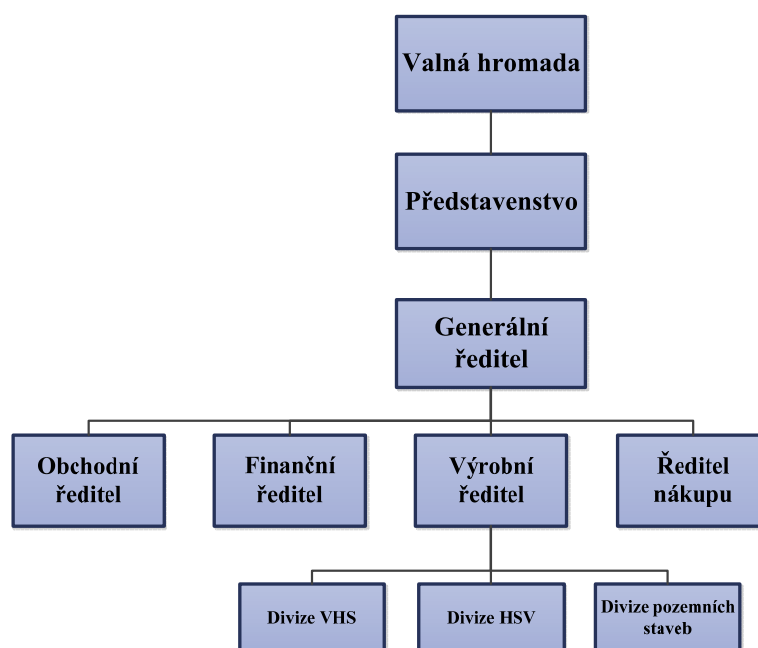 Valná hromada
Představenstvo
Generální
ředitel
Obchodní
ředitel
Finanční
ředitel
Výrobní
ředitel
Ředitel
nákupu
Divize VHS
Divize HSV
Divize pozemních
staveb